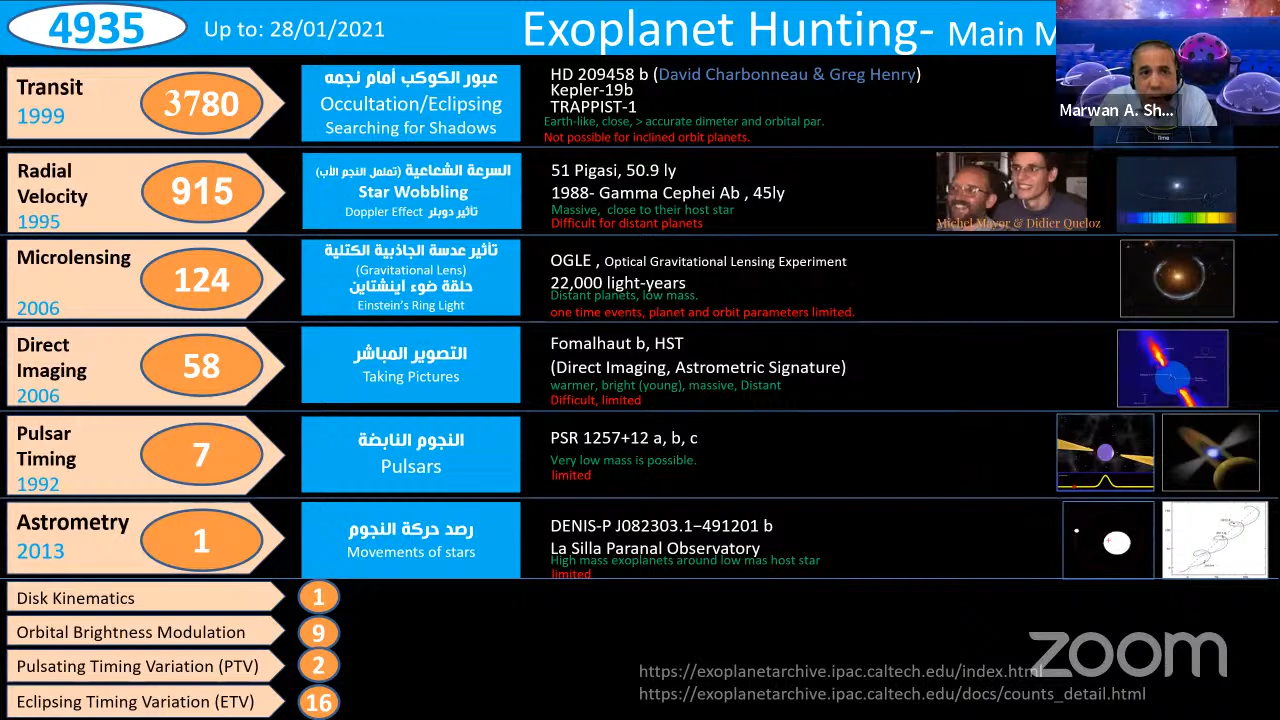 4935
Up to: 28/01/2021
Exoplanet Hunting- Main M
Marwan A. Sh...
Time
Transit
1999
3780
عبور الكوكب أمام نجمه
Occultation/Eclipsing
Searching for Shadows
HD 209458 b (David Charbonneau & Greg Henry)
Kepler-19b
TRAPPIST-1
Earth-like, close, > accurate dimeter and orbital par.
Not possible for inclined orbit planets.
Radial
Velocity
1995
915
السرعة الشعاعية (تململ النجم الأب)
Star Wobbling
Doppler Effect تأثير دوبلر
51 Pigasi, 50.9 ly
1988- Gamma Cephei Ab , 45ly
Massive, close to their host star
Difficult for distant planets
Michel Mayor & Didier Queloz
Microlensing
2006
124
تأثير عدسة الجاذبية الكتلية
(Gravitational Lens)
حلقة ضوء اينشتاين
Einstein's Ring Light
OGLE , Optical Gravitational Lensing Experiment
22,000 light-years
Distant planets, low mass.
one time events, planet and orbit parameters limited.
Direct
Imaging
2006
58
التصوير المباشر
Taking Pictures
Fomalhaut b, HST
(Direct Imaging, Astrometric Signature)
warmer, bright (young), massive, Distant
Difficult, limited
Pulsar
Timing
1992
7
النجوم النابضة
Pulsars
PSR 1257+12 a, b, c
Very low mass is possible.
limited
Astrometry
2013
1
رصد حركة النجوم
Movements of stars
DENIS-P J082303.1−491201 b
La Silla Paranal Observatory
High mass exoplanets around low mas host star
limited
Disk Kinematics
1
Orbital Brightness Modulation
9
Pulsating Timing Variation (PTV)
2
Eclipsing Timing Variation (ETV)
16
https://exoplanetarchive.ipac.caltech.edu/index.html
https://exoplanetarchive.ipac.caltech.edu/docs/counts_detail.html
zoom